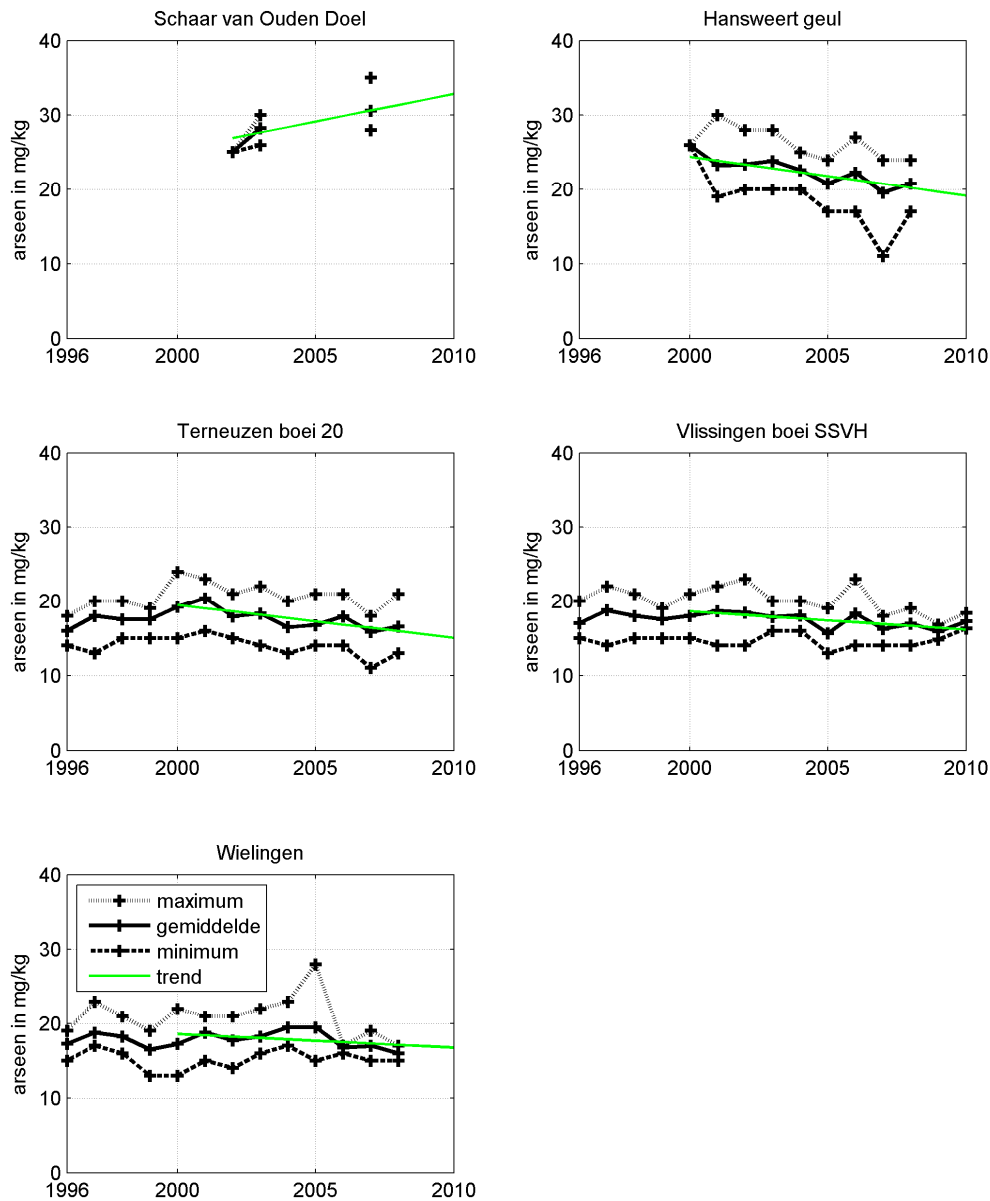 Schaar van Ouden Doel
arseen in mg/kg
40
30
20
10
0
1996 2000 2005 2010
Hansweert geul
arseen in mg/kg
40
30
20
10
0
1996 2000 2005 2010
Terneuzen boei 20
arseen in mg/kg
40
30
20
10
0
1996 2000 2005 2010
Vlissingen boei SSVH
arseen in mg/kg
40
30
20
10
0
1996 2000 2005 2010
Wielingen
arseen in mg/kg
40
30
20
10
0
1996 2000 2005 2010
maximum
gemiddelde
minimum
trend